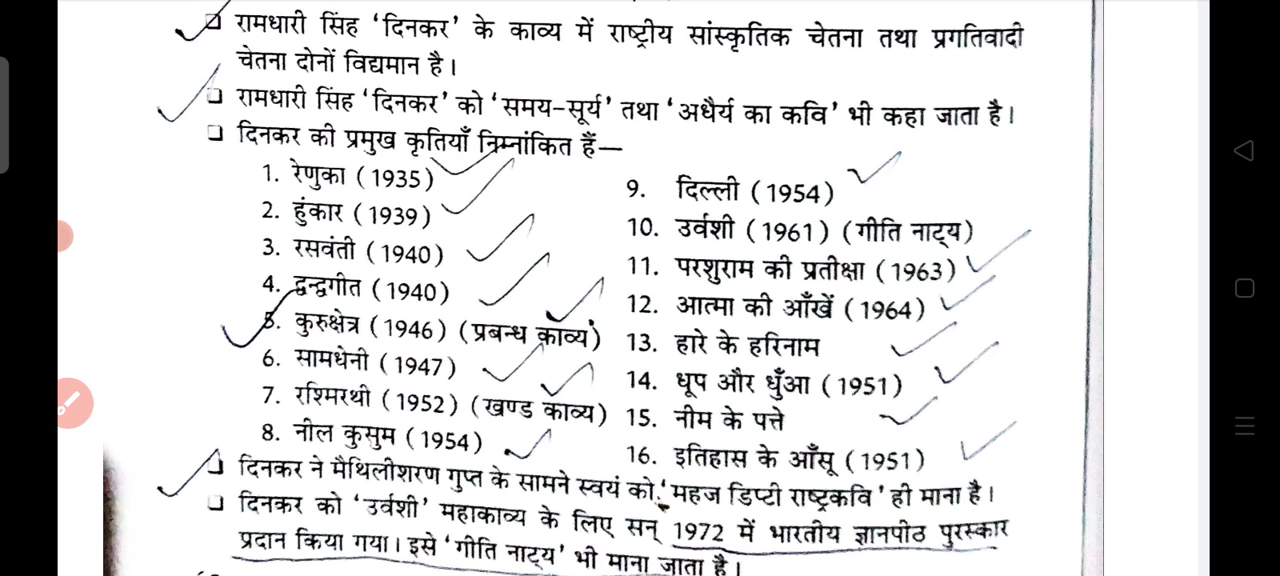 ❑ रामधारी सिंह ‘दिनकर’ के काव्य में राष्ट्रीय सांस्कृतिक चेतना तथा प्रगतिवादी
चेतना दोनों विद्यमान है।
❑ रामधारी सिंह ‘दिनकर’ को ‘समय-सूर्य’ तथा ‘अधैर्य का कवि’ भी कहा जाता है।
❑ दिनकर की प्रमुख कृतियाँ निम्नांकित हैं—
1. रेणुका (1935)
2. हुंकार (1939)
3. रसवंती (1940)
4. द्वन्द्वगीत (1940)
5. कुरुक्षेत्र (1946) (प्रबन्ध काव्य)
6. सामधेनी (1947)
7. रश्मिरथी (1952) (खण्ड काव्य)
8. नील कुसुम (1954)
9. दिल्ली (1954)
10. उर्वशी (1961) (गीति नाट्य)
11. परशुराम की प्रतीक्षा (1963)
12. आत्मा की आँखें (1964)
13. हारे के हरिनाम
14. धूप और धुँआ (1951)
15. नीम के पत्ते
16. इतिहास के आँसू (1951)
❑ दिनकर ने मैथिलीशरण गुप्त के सामने स्वयं को ‘महज डिप्टी राष्ट्रकवि’ ही माना है।
❑ दिनकर को ‘उर्वशी’ महाकाव्य के लिए सन् 1972 में भारतीय ज्ञानपीठ पुरस्कार
प्रदान किया गया। इसे ‘गीति नाट्य’ भी माना जाता है।